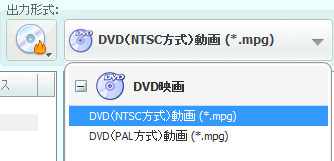 出力形式:
DVD(NTSC方式)動画 (*.mpg)
ス
DVD映画
DVD(NTSC方式)動画 (*.mpg)
DVD(PAL方式)動画 (*.mpg)